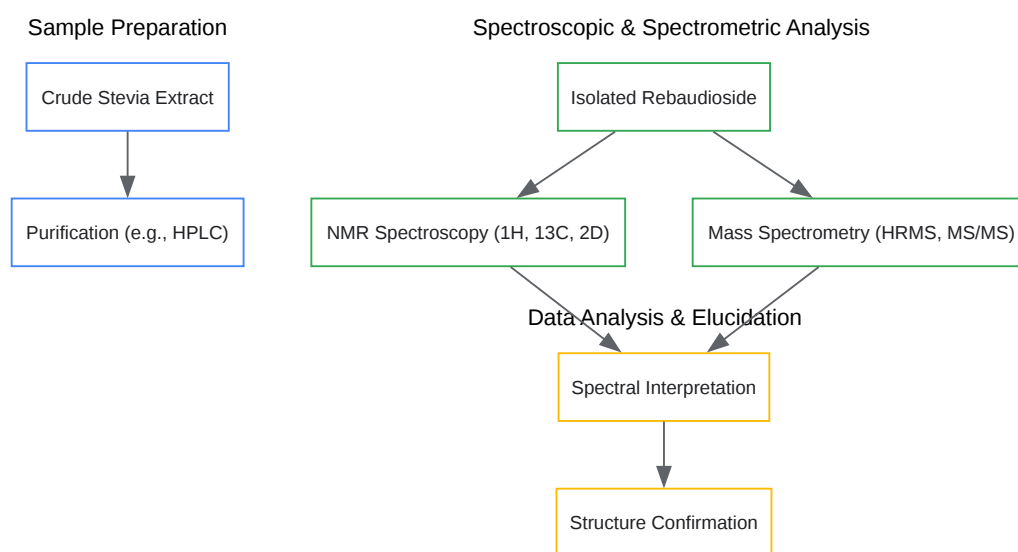 Sample Preparation
Spectroscopic & Spectrometric Analysis
Crude Stevia Extract
Isolated Rebaudioside
Purification (e.g., HPLC)
NMR Spectroscopy (1H, 13C, 2D)
Mass Spectrometry (HRMS, MS/MS)
Data Analysis & Elucidation
Spectral Interpretation
Structure Confirmation